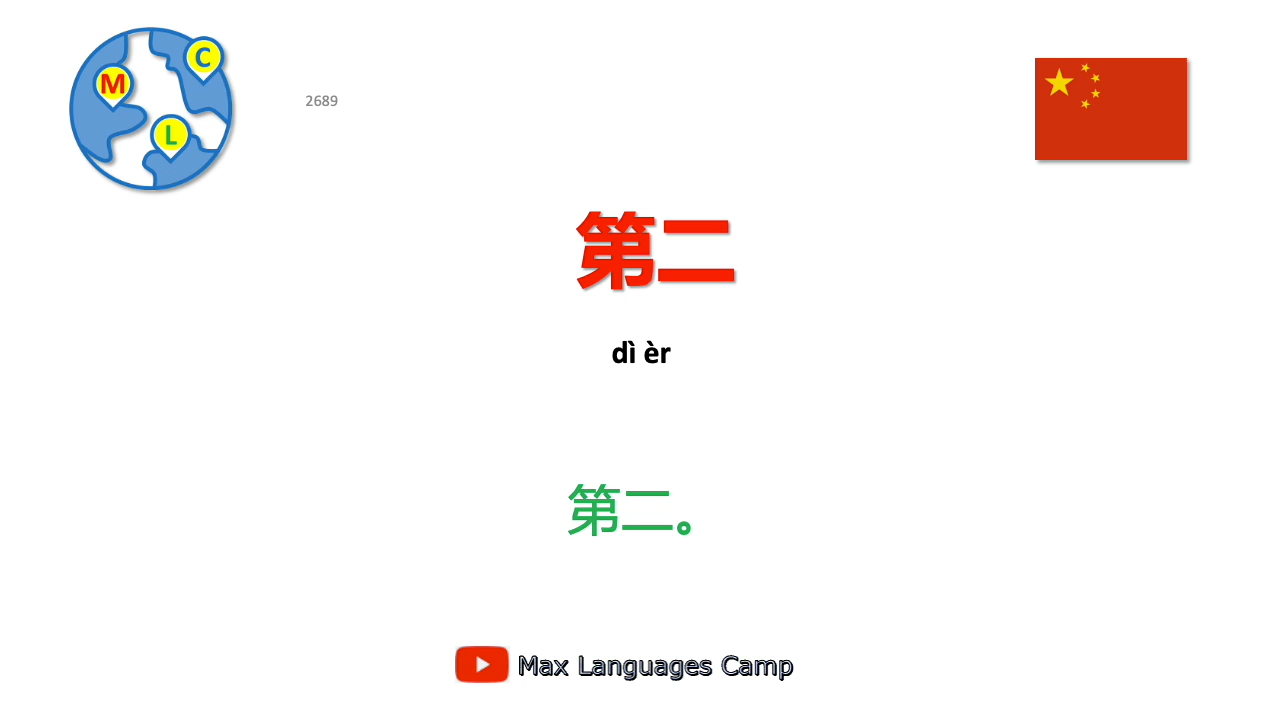 M
C
L
2689
第二
dì èr
第二。
Max Languages Camp